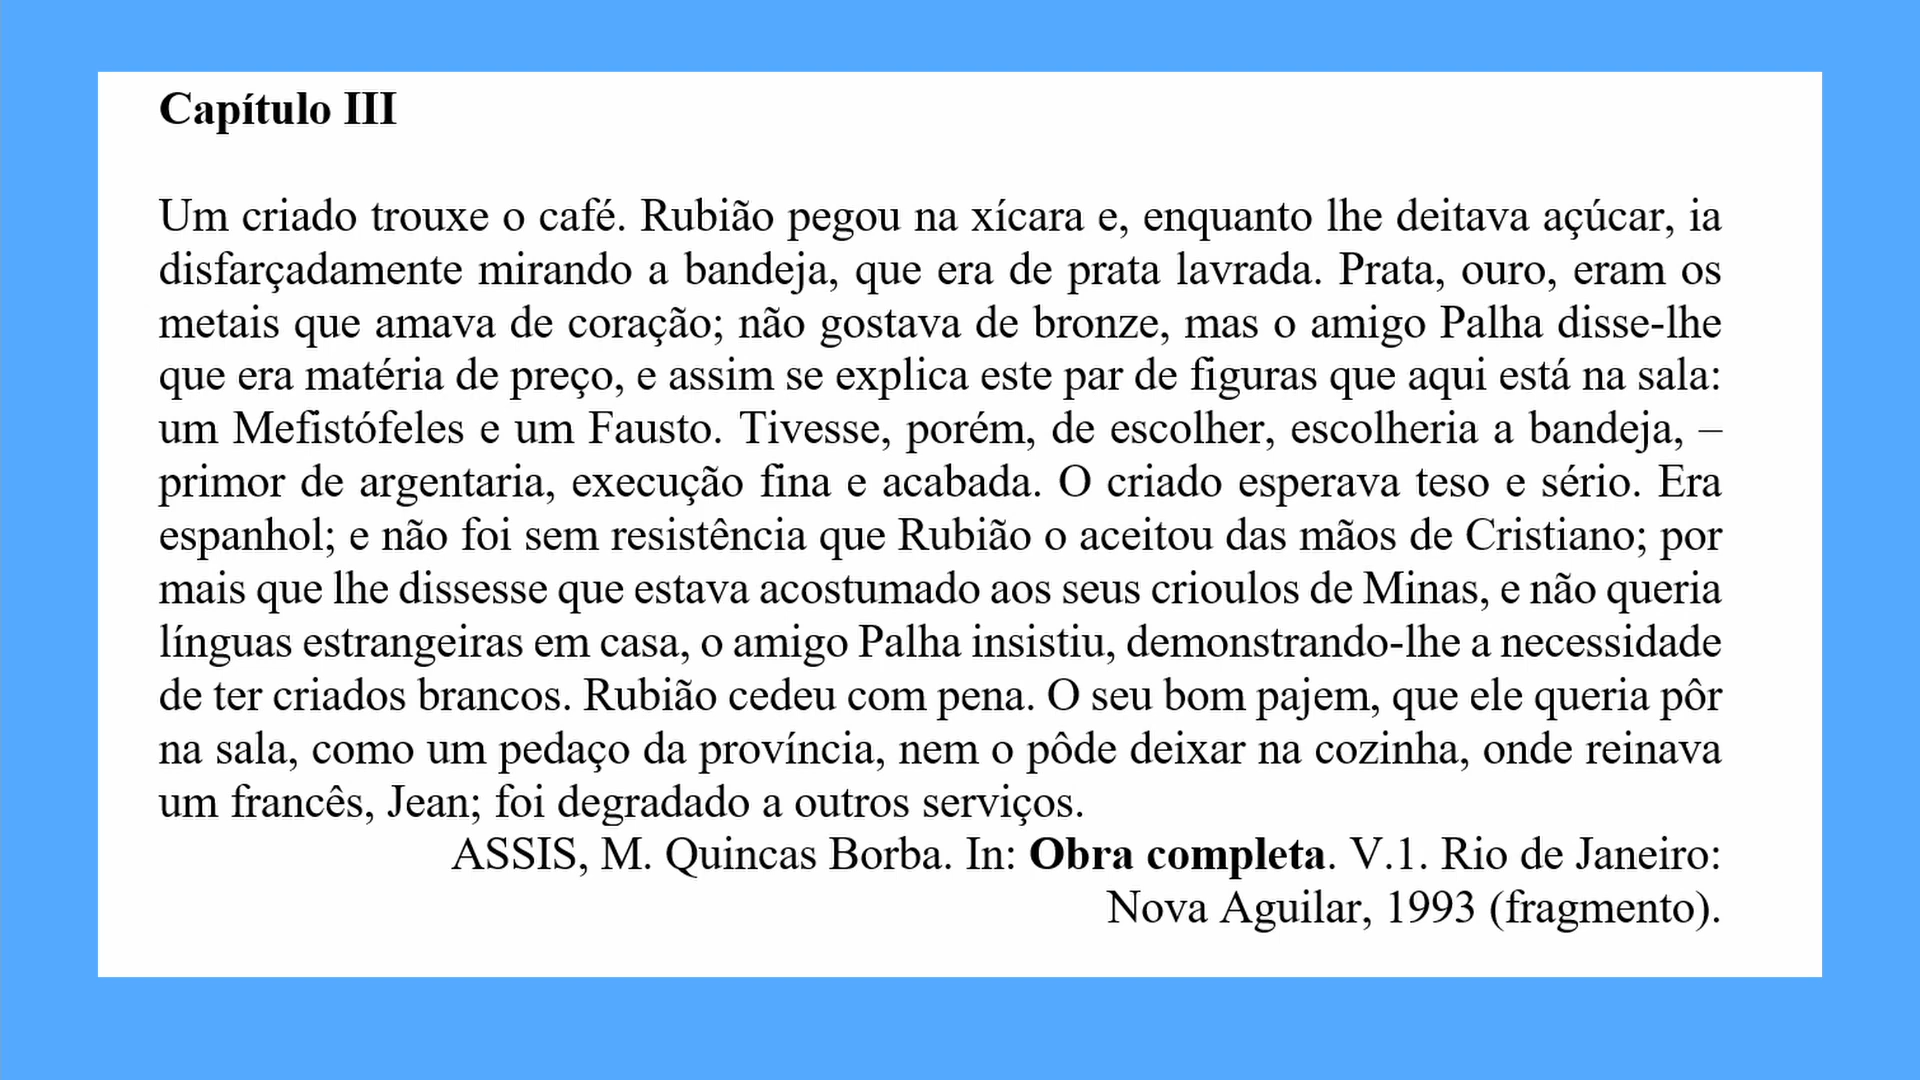 Capítulo III
Um criado trouxe o café. Rubião pegou na xícara e, enquanto lhe deitava açúcar, ia
disfarçadamente mirando a bandeja, que era de prata lavrada. Prata, ouro, eram os
metais que amava de coração; não gostava de bronze, mas o amigo Palha disse-lhe
que era matéria de preço, e assim se explica este par de figuras que aqui está na sala:
um Mefistófeles e um Fausto. Tivesse, porém, de escolher, escolheria a bandeja, –
primor de argentaria, execução fina e acabada. O criado esperava teso e sério. Era
espanhol; e não foi sem resistência que Rubião o aceitou das mãos de Cristiano; por
mais que lhe dissesse que estava acostumado aos seus crioulos de Minas, e não queria
línguas estrangeiras em casa, o amigo Palha insistiu, demonstrando-lhe a necessidade
de ter criados brancos. Rubião cedeu com pena. O seu bom pajem, que ele queria pôr
na sala, como um pedaço da província, nem o pôde deixar na cozinha, onde reinava
um francês, Jean; foi degradado a outros serviços.
ASSIS, M. Quincas Borba. In: Obra completa. V.1. Rio de Janeiro:
Nova Aguilar, 1993 (fragmento).